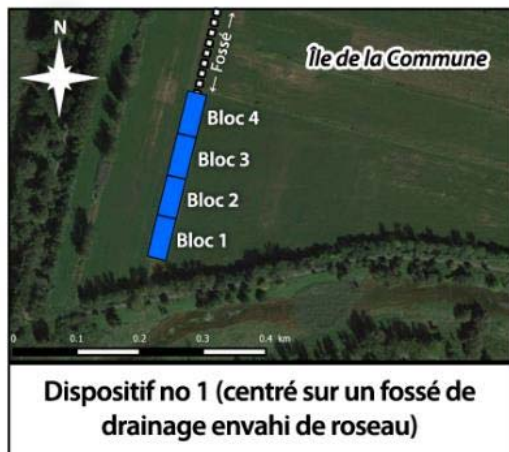 N
← Fossé →
Île de la Commune
Bloc 4
Bloc 3
Bloc 2
Bloc 1
0 0.1 0.2 0.3 0.4 km
Dispositif no 1 (centré sur un fossé de
drainage envahi de roseau)